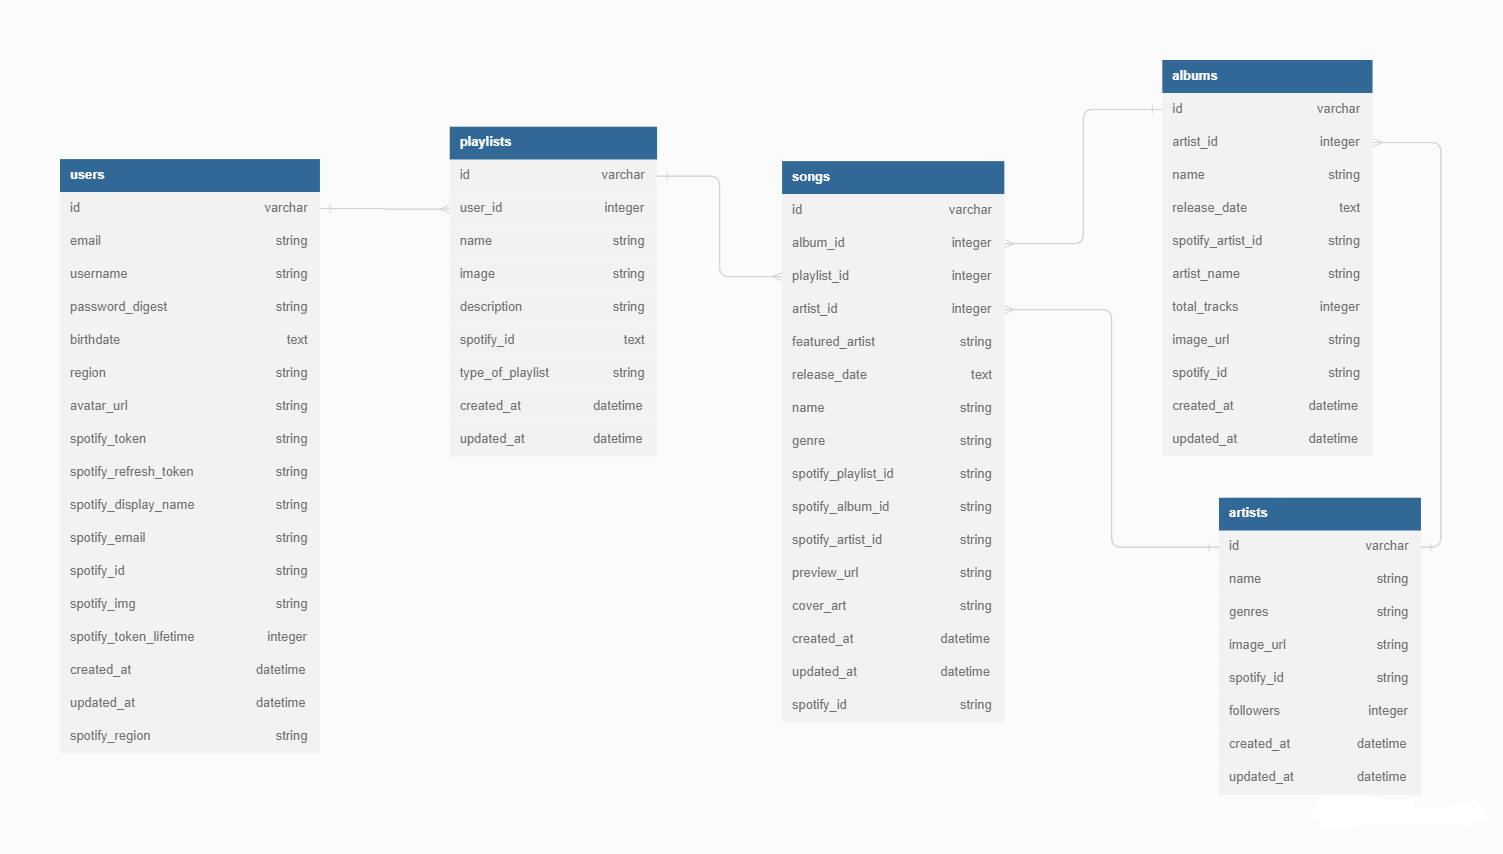 users
id varchar
email string
username string
password_digest string
birthdate text
region string
avatar_url string
spotify_token string
spotify_refresh_token string
spotify_display_name string
spotify_email string
spotify_id string
spotify_img string
spotify_token_lifetime integer
created_at datetime
updated_at datetime
spotify_region string
playlists
id varchar
user_id integer
name string
image string
description string
spotify_id text
type_of_playlist string
created_at datetime
updated_at datetime
songs
id varchar
album_id integer
playlist_id integer
artist_id integer
featured_artist string
release_date text
name string
genre string
spotify_playlist_id string
spotify_album_id string
spotify_artist_id string
preview_url string
cover_art string
created_at datetime
updated_at datetime
spotify_id string
albums
id varchar
artist_id integer
name string
release_date text
spotify_artist_id string
artist_name string
total_tracks integer
image_url string
spotify_id string
created_at datetime
updated_at datetime
artists
id varchar
name string
genres string
image_url string
spotify_id string
followers integer
created_at datetime
updated_at datetime